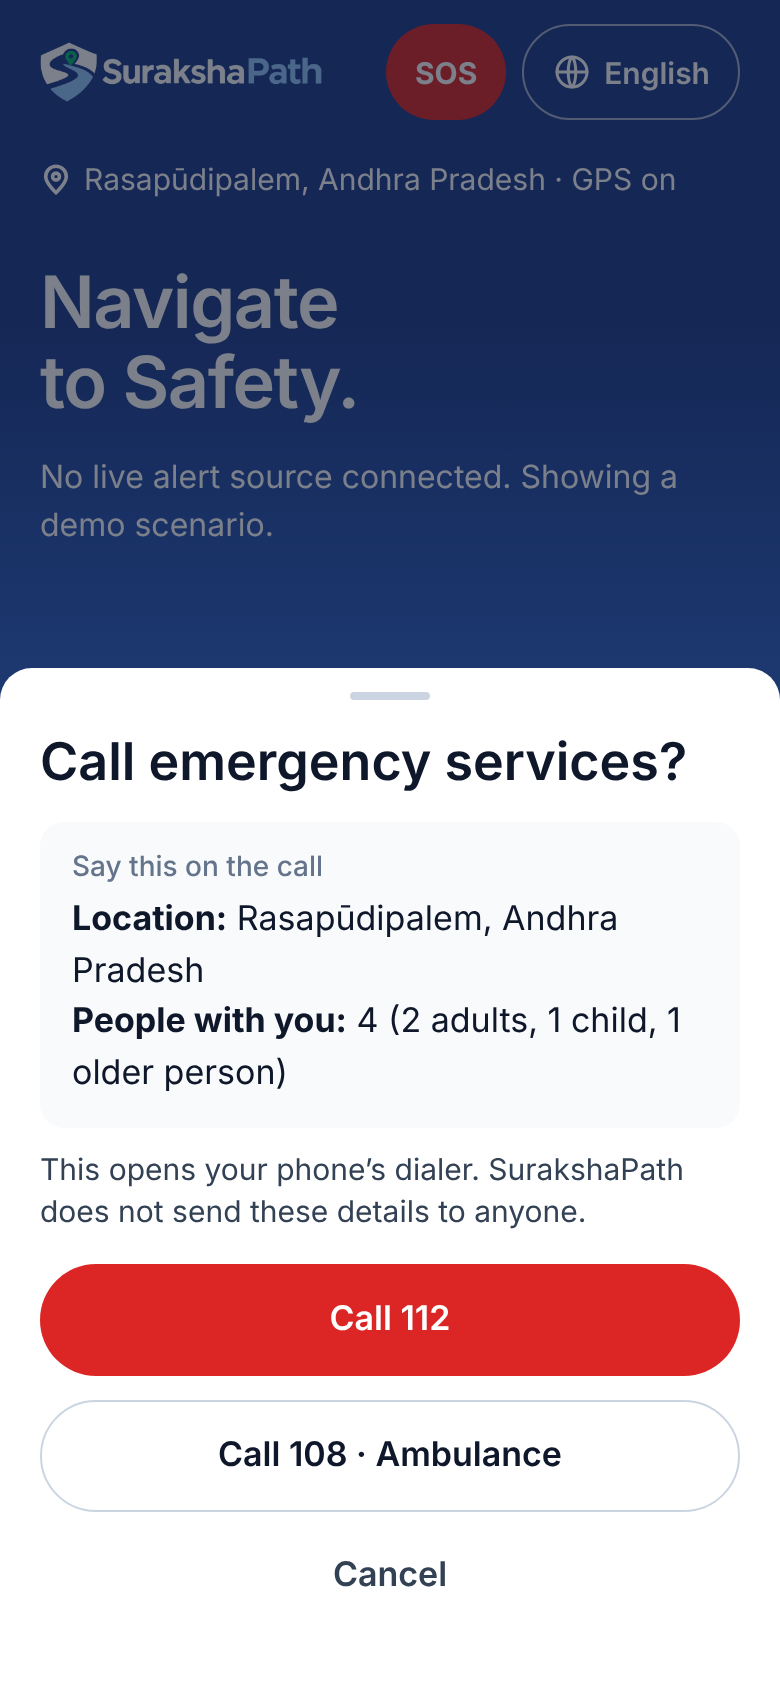 SurakshaPath
SOS
English
Rasapūdipalem, Andhra Pradesh · GPS on
Navigate
to Safety.
No live alert source connected. Showing a
demo scenario.
Call emergency services?
Say this on the call
Location: Rasapūdipalem, Andhra
Pradesh
People with you: 4 (2 adults, 1 child, 1
older person)
This opens your phone’s dialer. SurakshaPath
does not send these details to anyone.
Call 112
Call 108 · Ambulance
Cancel